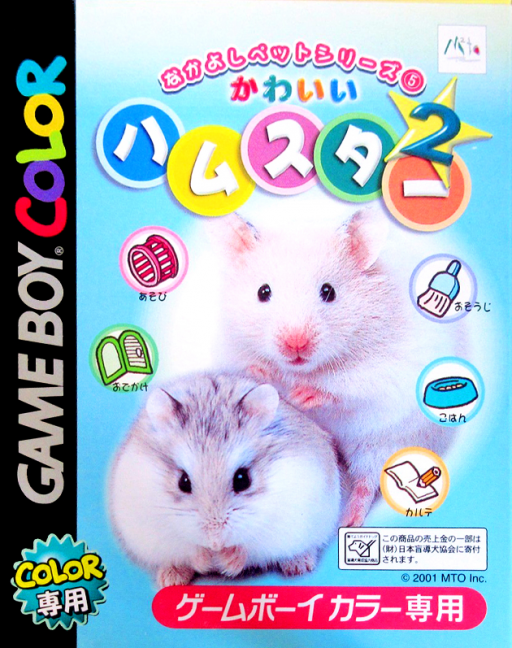 GAME BOY® COLOR
なかよしペットシリーズ⑤
かわいい
ハムスター2
あそび
おそうじ
おでかけ
ごはん
カルテ
この商品の売上金の一部は
(財)日本盲導犬協会に寄付
されます。
© 2001 MTO Inc.
COLOR
専用
ゲームボーイ カラー専用